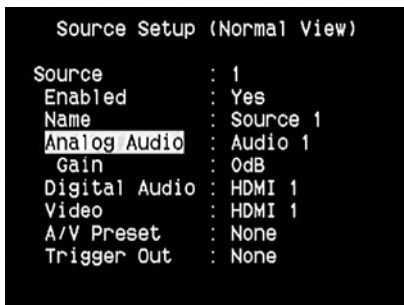 Source Setup (Normal View)
Source : 1
Enabled : Yes
Name : Source 1
Analog Audio : Audio 1
Gain : 0dB
Digital Audio : HDMI 1
Video : HDMI 1
A/V Preset : None
Trigger Out : None